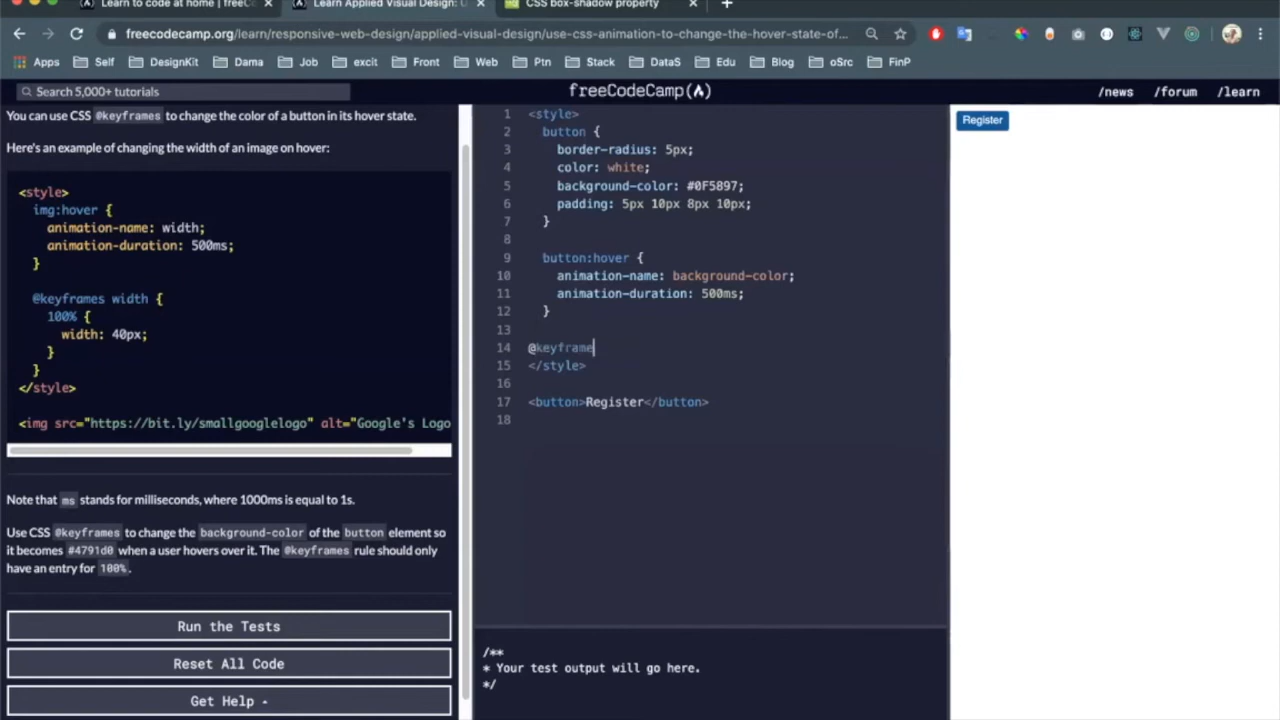 Learn to code at home | freeC
Learn Applied Visual Design:
CSS box-shadow property
freecodecamp.org/learn/responsive-web-design/applied-visual-design/use-css-animation-to-change-the-hover-state-of...
Apps Self DesignKit Dama Job excit Front Web Ptn Stack DataS Edu Blog oSrc FinP
Search 5,000+ tutorials
freeCodeCamp
/news /forum /learn
You can use CSS @keyframes to change the color of a button in its hover state.
Here's an example of changing the width of an image on hover:
<style>
img:hover {
animation-name: width;
animation-duration: 500ms;
}
@keyframes width {
100% {
width: 40px;
}
}
</style>
<img src="https://bit.ly/smallgooglelogo" alt="Google's Logo
Note that ms stands for milliseconds, where 1000ms is equal to 1s.
Use CSS @keyframes to change the background-color of the button element so
it becomes #4791d0 when a user hovers over it. The @keyframes rule should only
have an entry for 100%.
Run the Tests
Reset All Code
Get Help
1 <style>
2 button {
3 border-radius: 5px;
4 color: white;
5 background-color: #0F5897;
6 padding: 5px 10px 8px 10px;
7 }
8
9 button:hover {
10 animation-name: background-color;
11 animation-duration: 500ms;
12 }
13
14 @keyframe
15 </style>
16
17 <button>Register</button>
18
/**
* Your test output will go here.
*/
Register